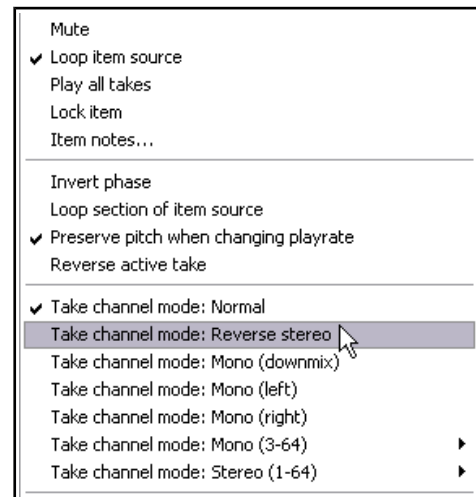 Mute
Loop item source
Play all takes
Lock item
Item notes...
Invert phase
Loop section of item source
Preserve pitch when changing playrate
Reverse active take
Take channel mode: Normal
Take channel mode: Reverse stereo
Take channel mode: Mono (downmix)
Take channel mode: Mono (left)
Take channel mode: Mono (right)
Take channel mode: Mono (3-64)
Take channel mode: Stereo (1-64)